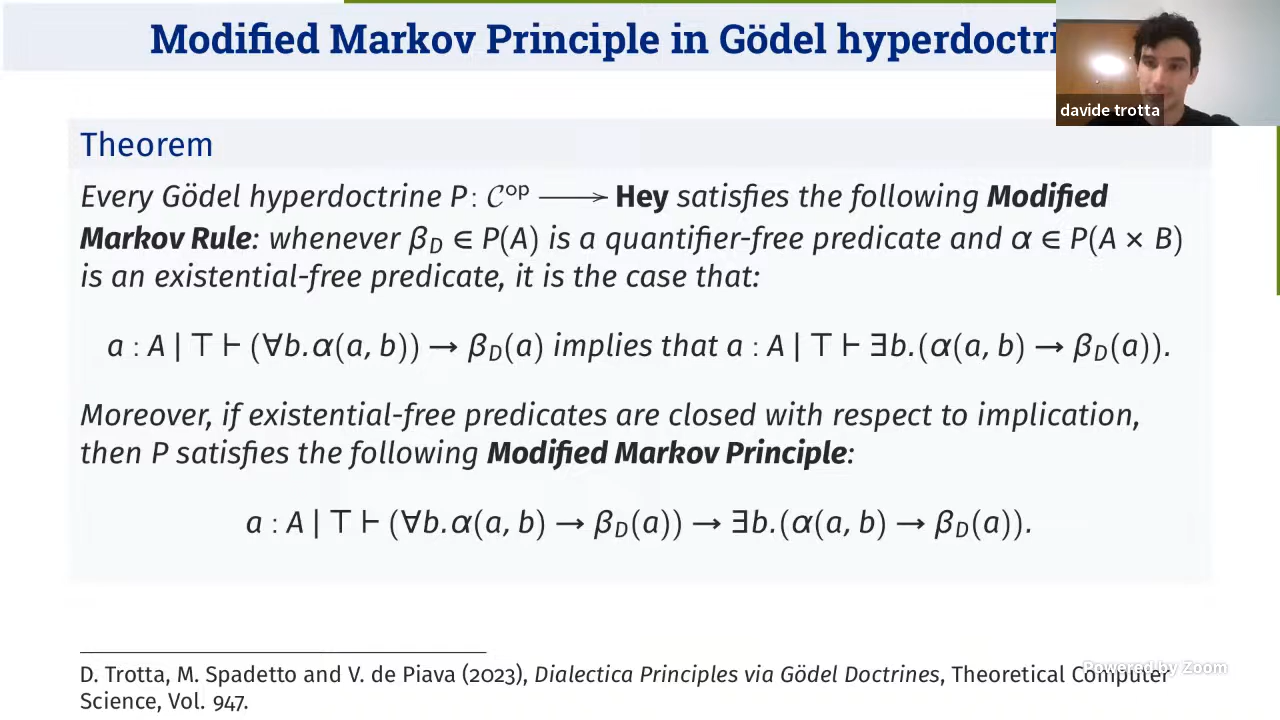 Modified Markov Principle in Gödel hyperdoctri
davide trotta
Theorem
Every Gödel hyperdoctrine P: 𝒞ᵒᵖ ⟶ Hey satisfies the following Modified
Markov Rule: whenever β_D ∈ P(A) is a quantifier-free predicate and α ∈ P(A × B)
is an existential-free predicate, it is the case that:
a : A | ⊤ ⊢ (∀b.α(a, b)) → β_D(a) implies that a : A | ⊤ ⊢ ∃b.(α(a, b) → β_D(a)).
Moreover, if existential-free predicates are closed with respect to implication,
then P satisfies the following Modified Markov Principle:
a : A | ⊤ ⊢ (∀b.α(a, b) → β_D(a)) → ∃b.(α(a, b) → β_D(a)).
D. Trotta, M. Spadetto and V. de Piava (2023), Dialectica Principles via Gödel Doctrines, Theoretical Computer
Science, Vol. 947.
Powered by Zoom